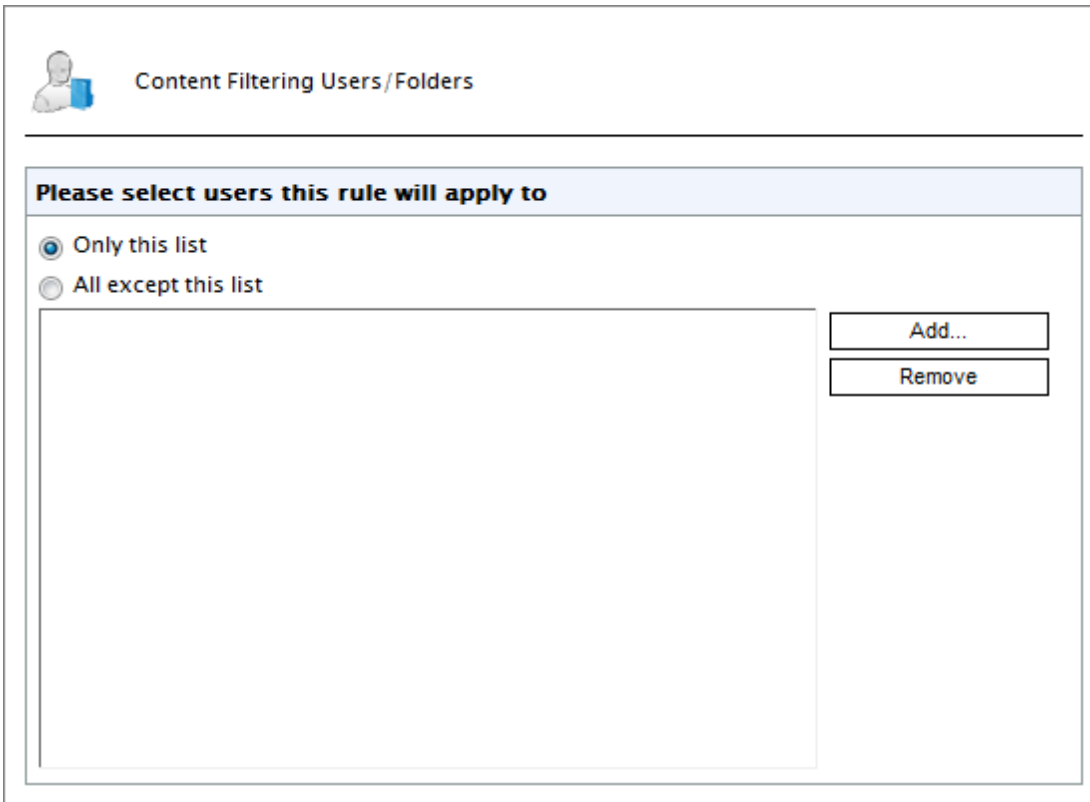 Content Filtering Users/Folders
Please select users this rule will apply to
Only this list
All except this list
Add...
Remove